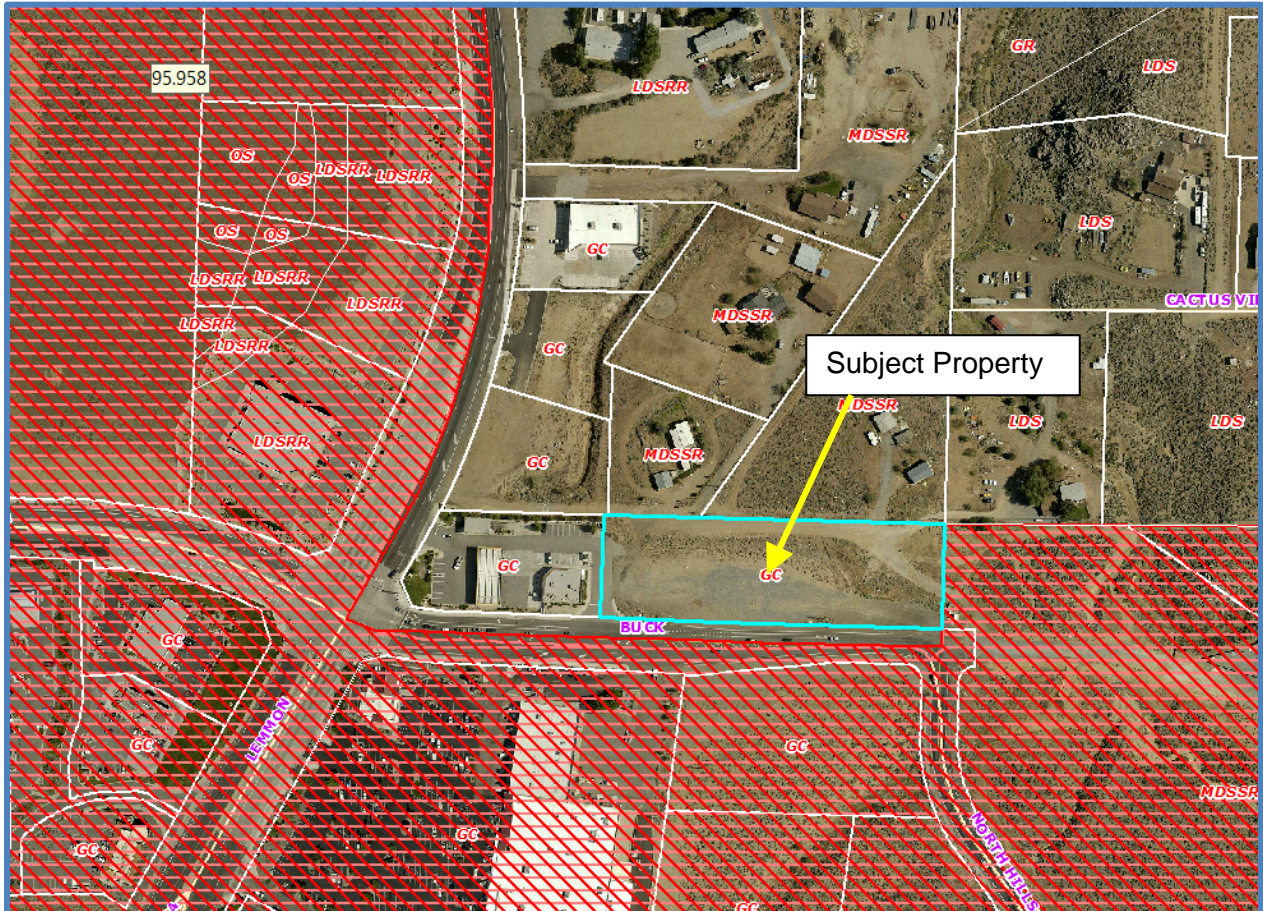 GR
LDS
95.958
LDSRR
MDSSR
OS
LDSRR
OS
LDSRR
LDS
OS
OS
GC
LDSRR
LDSRR
LDSRR
CACTUS VI
MDSSR
LDSRR
LDSRR
GC
Subject Property
MDSSR
LDS
LDS
LDSRR
MDSSR
GC
GC
GC
BUCK
GC
LEMMON
GC
GC
MDSSR
GC
NORTH HILLS
GC
GC